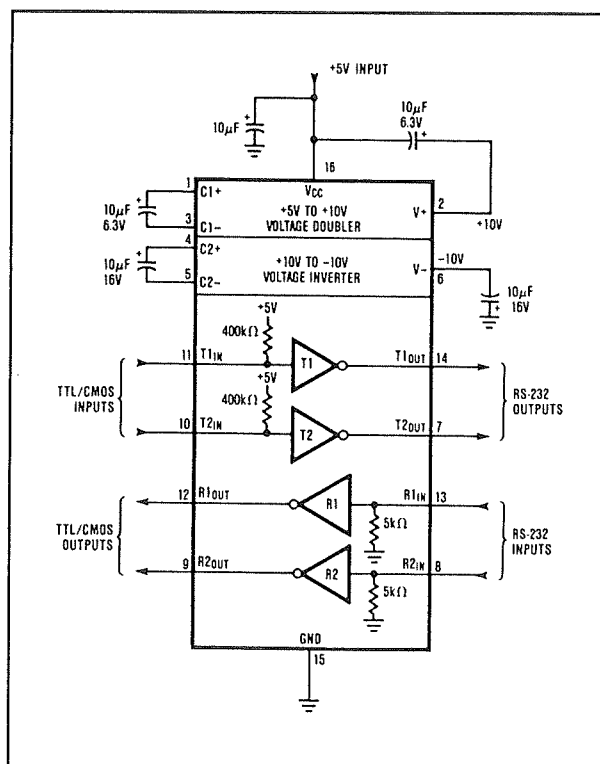 +5V INPUT
10μF
10μF
6.3V
16
VCC
1
C1+
+5V TO +10V
VOLTAGE DOUBLER
V+
2
+10V
10μF
6.3V
3
C1-
4
C2+
+10V TO -10V
VOLTAGE INVERTER
V-
-10V
6
10μF
16V
5
C2-
10μF
16V
+5V
400kΩ
11
T1IN
T1
T1OUT
14
+5V
400kΩ
TTL/CMOS
INPUTS
RS-232
OUTPUTS
10
T2IN
T2
T2OUT
7
12
R1OUT
R1
R1IN
13
5kΩ
TTL/CMOS
OUTPUTS
RS-232
INPUTS
9
R2OUT
R2
R2IN
8
5kΩ
GND
15